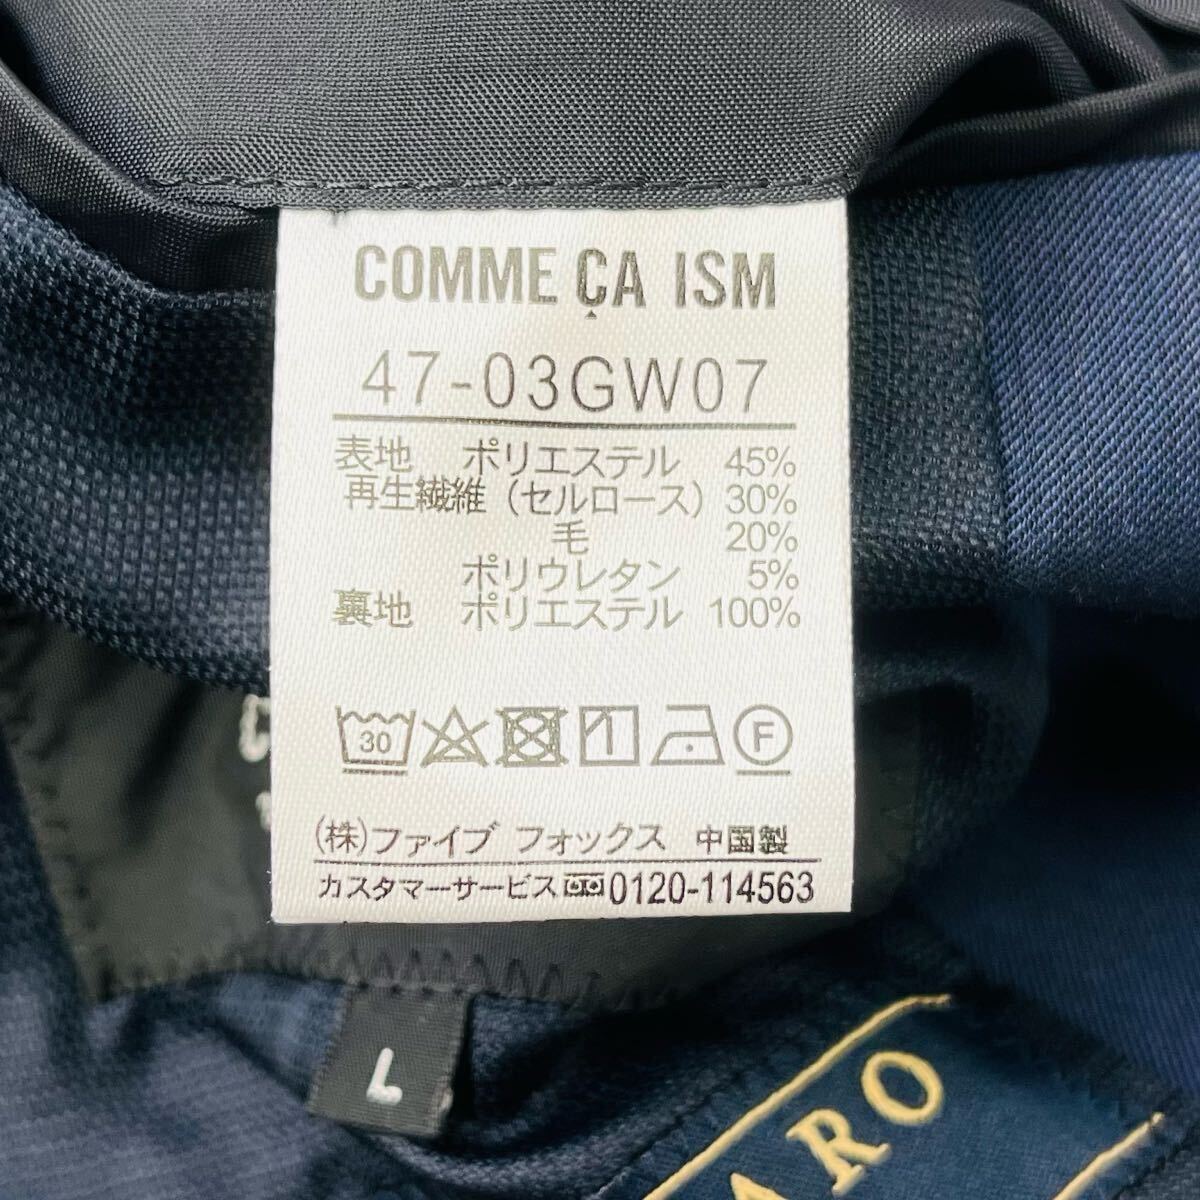 COMME ÇA ISM
47-03GW07
表地 ポリエステル 45%
再生繊維（セルロース）30%
毛 20%
ポリウレタン 5%
裏地 ポリエステル 100%
30 F
(株)ファイブ フォックス 中国製
カスタマーサービス 0120-114563
L
ARO